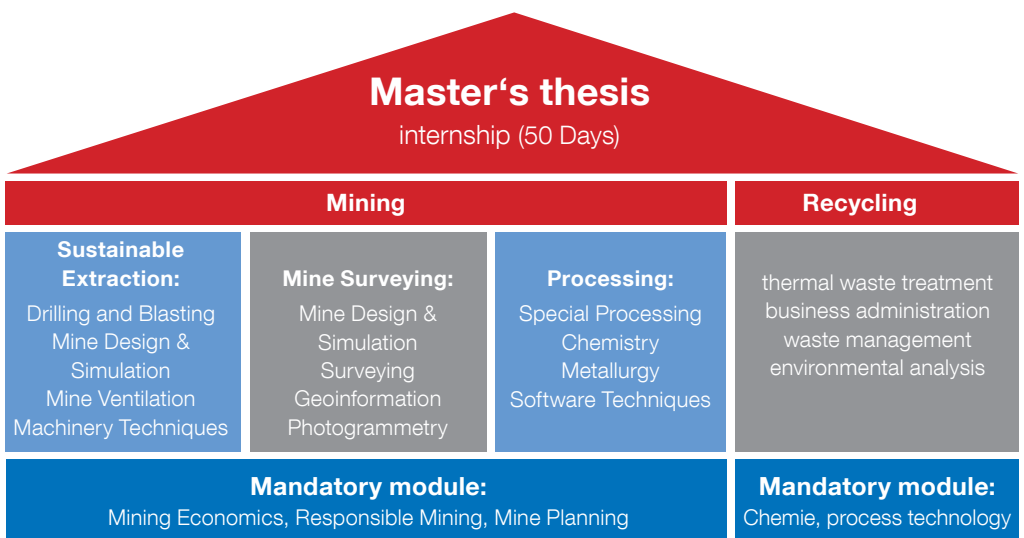 Master‘s thesis
internship (50 Days)
Mining
Recycling
Sustainable
Extraction:
Drilling and Blasting
Mine Design &
Simulation
Mine Ventilation
Machinery Techniques
Mine Surveying:
Mine Design &
Simulation
Surveying
Geoinformation
Photogrammetry
Processing:
Special Processing
Chemistry
Metallurgy
Software Techniques
thermal waste treatment
business administration
waste management
environmental analysis
Mandatory module:
Mining Economics, Responsible Mining, Mine Planning
Mandatory module:
Chemie, process technology